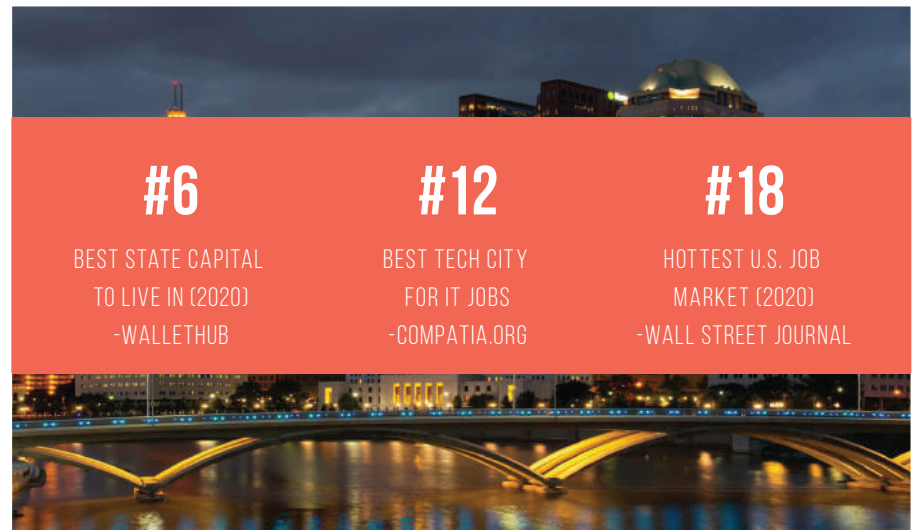 #6
BEST STATE CAPITAL
TO LIVE IN (2020)
-WALLETHUB
#12
BEST TECH CITY
FOR IT JOBS
-COMPATIA.ORG
#18
HOTTEST U.S. JOB
MARKET (2020)
-WALL STREET JOURNAL